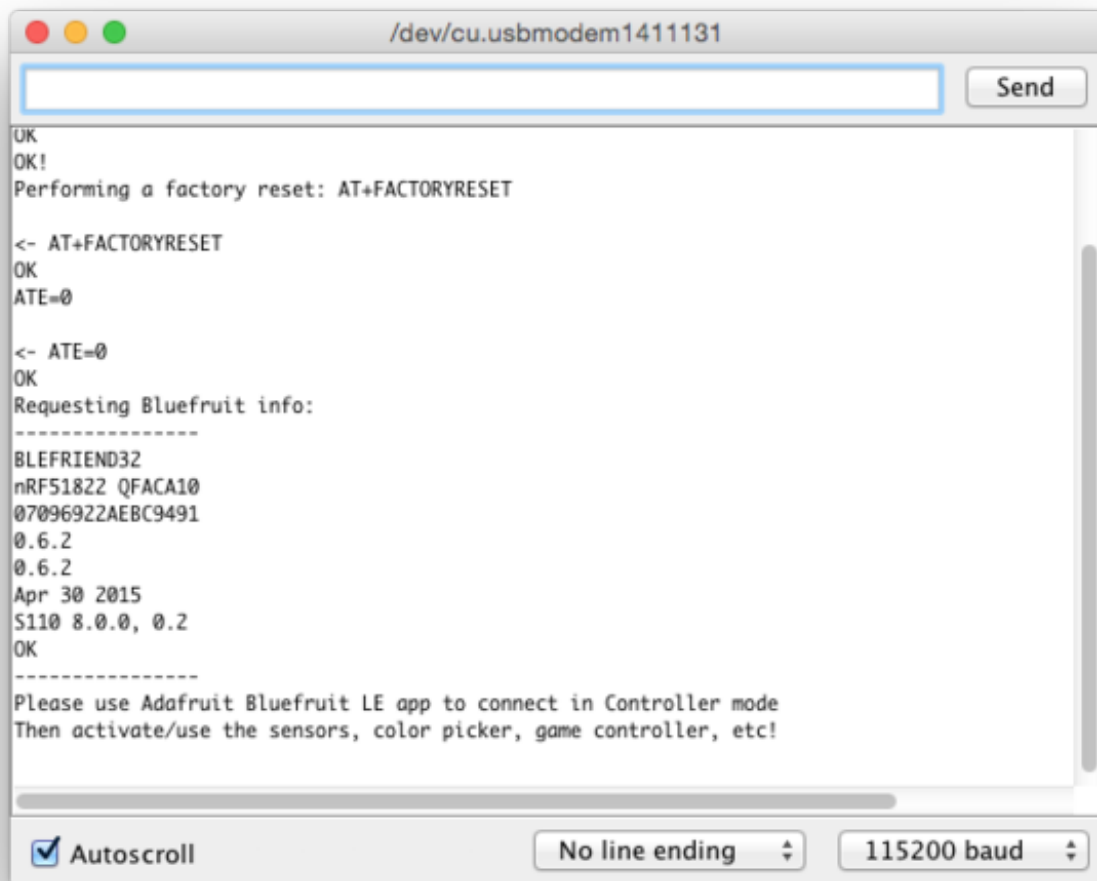 /dev/cu.usbmodem1411131
Send
OK
OK!
Performing a factory reset: AT+FACTORYRESET
<- AT+FACTORYRESET
OK
ATE=0
<- ATE=0
OK
Requesting Bluefruit info:
----------------
BLEFRIEND32
nRF51822 QFACA10
07096922AEBC9491
0.6.2
0.6.2
Apr 30 2015
S110 8.0.0, 0.2
OK
----------------
Please use Adafruit Bluefruit LE app to connect in Controller mode
Then activate/use the sensors, color picker, game controller, etc!
Autoscroll
No line ending
115200 baud